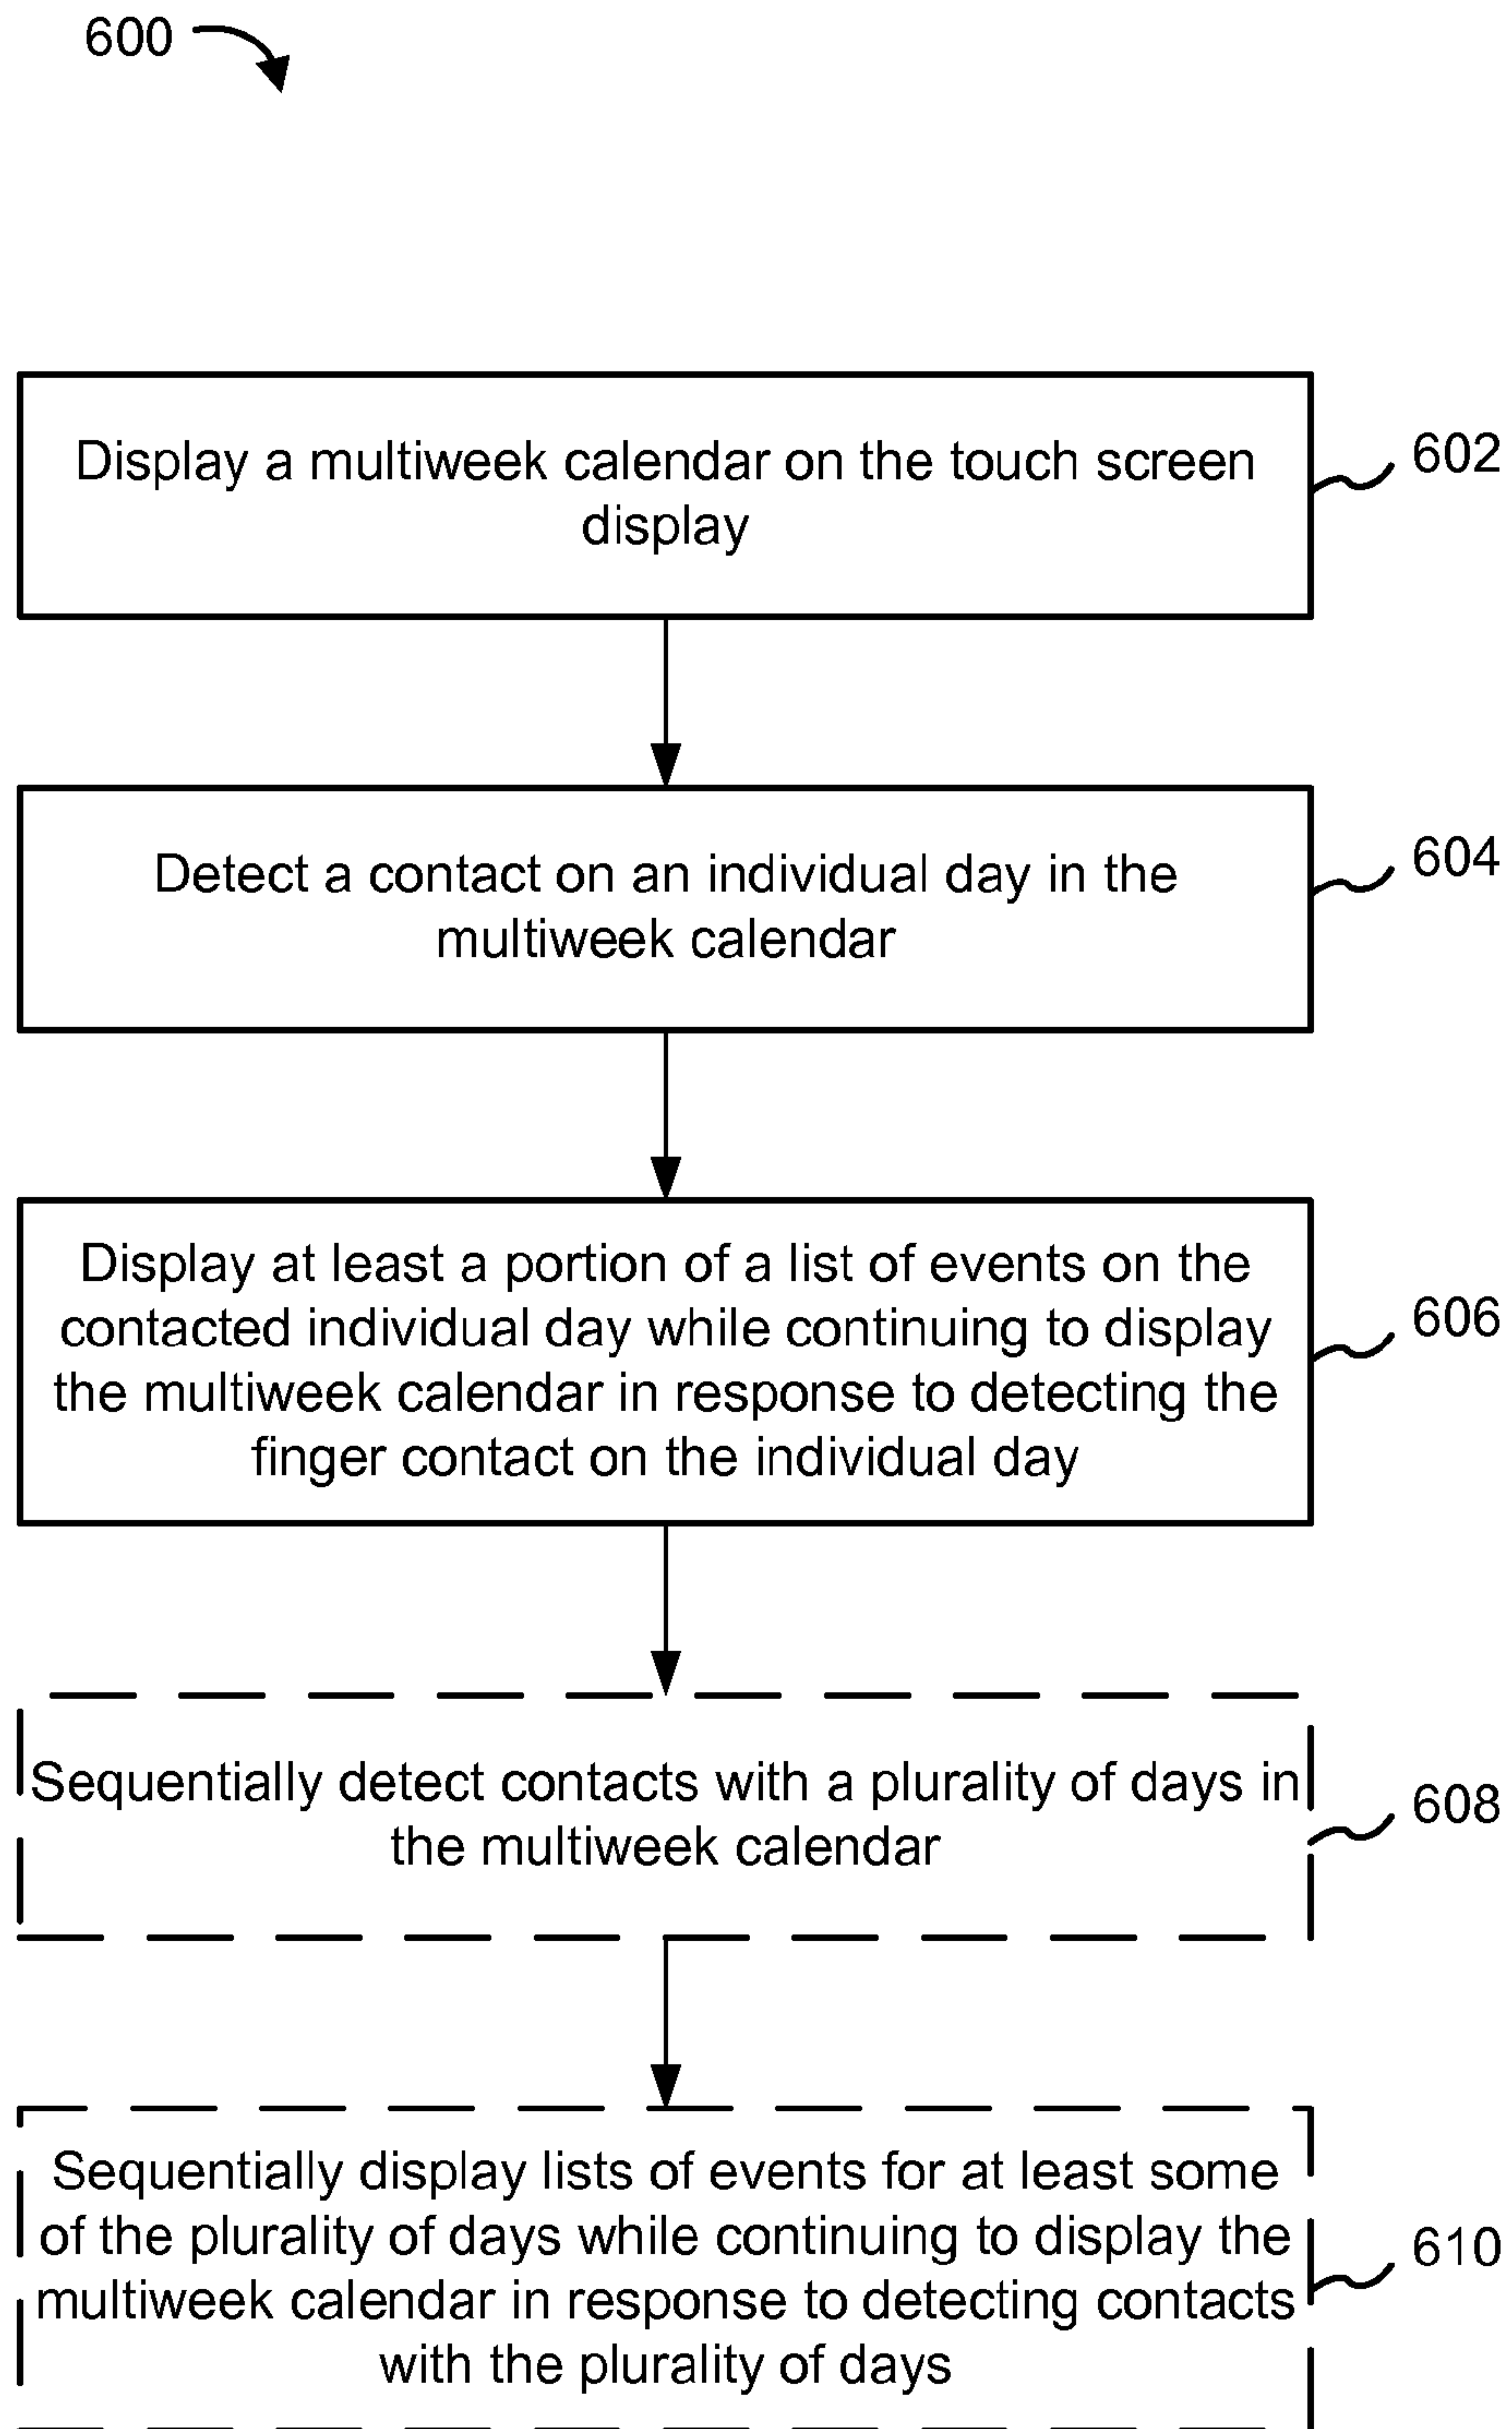 600
Display a multiweek calendar on the touch screen
display
602
Detect a contact on an individual day in the
multiweek calendar
604
Display at least a portion of a list of events on the
contacted individual day while continuing to display
the multiweek calendar in response to detecting the
finger contact on the individual day
606
Sequentially detect contacts with a plurality of days in
the multiweek calendar
608
Sequentially display lists of events for at least some
of the plurality of days while continuing to display the
multiweek calendar in response to detecting contacts
with the plurality of days
610